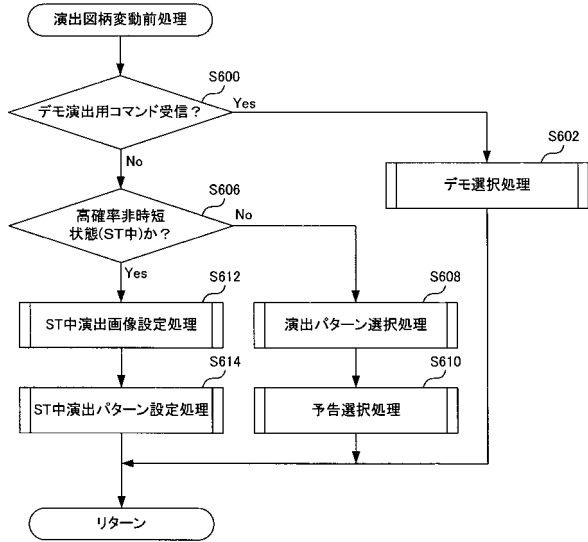 演出図柄変動前処理
S600
デモ演出用コマンド受信？
Yes
No
S602
デモ選択処理
S606
高確率非時短
状態(ST中)か？
No
Yes
S612
ST中演出画像設定処理
S608
演出パターン選択処理
S614
ST中演出パターン設定処理
S610
予告選択処理
リターン